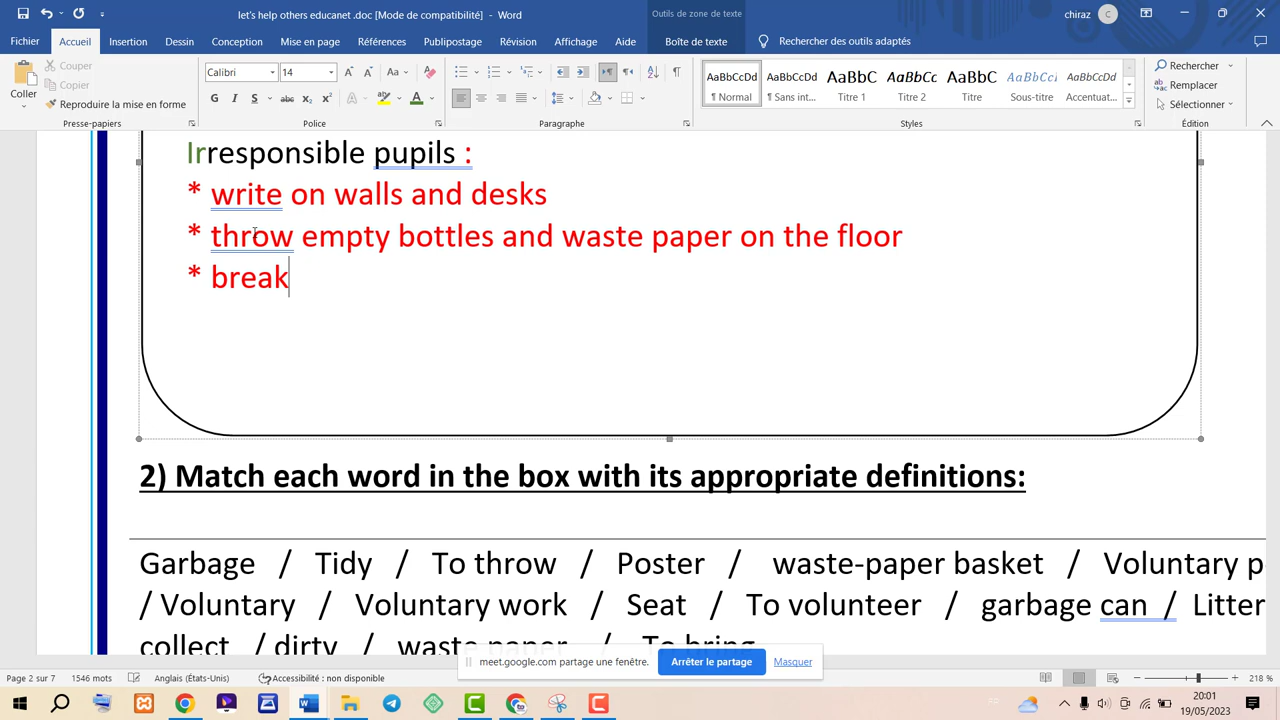 let's help others educanet .doc [Mode de compatibilité] - Word
Outils de zone de texte
chiraz
C
Fichier Accueil Insertion Dessin Conception Mise en page Références Publipostage Révision Affichage Aide Boîte de texte Rechercher des outils adaptés
Coller
Couper
Copier
Reproduire la mise en forme
Calibri 14
AaBbCcDd AaBbCcDd AaBbC AaBbCc AaBbC AaBbCcI AaBbCcDd
¶ Normal ¶ Sans int... Titre 1 Titre 2 Titre Sous-titre Accentuat...
Rechercher
Remplacer
Sélectionner
Presse-papiers Police Paragraphe Styles Édition
Irresponsible pupils :
* write on walls and desks
* throw empty bottles and waste paper on the floor
* break
2) Match each word in the box with its appropriate definitions:
Garbage / Tidy / To throw / Poster / waste-paper basket / Voluntary p
/ Voluntary / Voluntary work / Seat / To volunteer / garbage can / Litter
collect / dirty / waste paper / To bring
meet.google.com partage une fenêtre. Arrêter le partage Masquer
Page 2 sur 7 1546 mots Anglais (États-Unis) Accessibilité : non disponible 218 %
20:01
19/05/2023